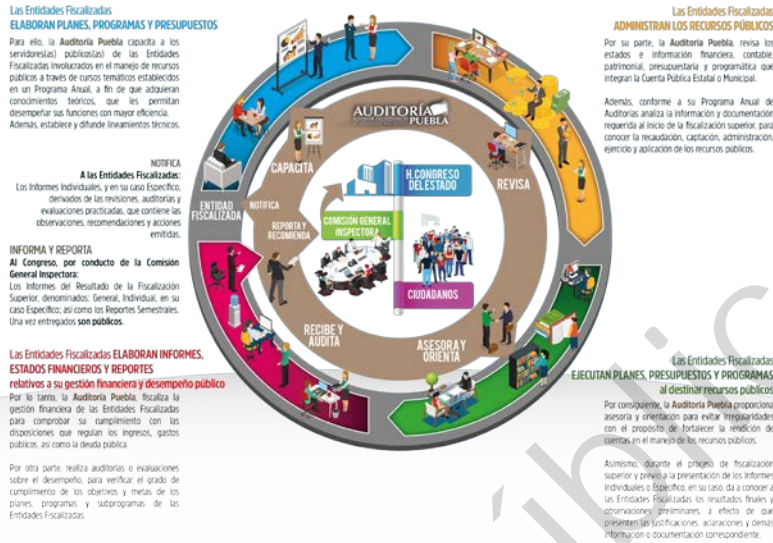 Las Entidades Fiscalizadas
ELABORAN PLANES, PROGRAMAS Y PRESUPUESTOS
Para ello, la Auditoría Puebla capacita a los
servidores(as) públicos(as) de las Entidades
Fiscalizadas involucrados en el manejo de recursos
públicos a través de cursos temáticos establecidos
en un Programa Anual, a fin de que adquieran
conocimientos teóricos, que les permitan
desempeñar sus funciones con mayor eficiencia.
Además, establece y difunde lineamientos técnicos.
NOTIFICA
A las Entidades Fiscalizadas:
Los Informes Individuales, y en su caso Específico,
derivados de las revisiones, auditorías y
evaluaciones practicadas, que contiene las
observaciones, recomendaciones y acciones
emitidas.
INFORMA Y REPORTA
Al Congreso, por conducto de la Comisión
General Inspectora:
Los Informes del Resultado de la Fiscalización
Superior, denominados: General, Individual, en su
caso Específico; así como los Reportes Semestrales.
Una vez entregados son públicos.
Las Entidades Fiscalizadas ELABORAN INFORMES,
ESTADOS FINANCIEROS Y REPORTES
relativos a su gestión financiera y desempeño público
Por lo tanto, la Auditoría Puebla, fiscaliza la
gestión financiera de las Entidades Fiscalizadas
para comprobar su cumplimiento con las
disposiciones que regulan los ingresos, gastos
públicos, así como la deuda pública.
Por otra parte, realiza auditorías o evaluaciones
sobre el desempeño, para verificar el grado de
cumplimiento de los objetivos y metas de los
planes, programas y subprogramas de las
Entidades Fiscalizadas.
AUDITORÍA
PUEBLA
CAPACITA
REVISA
H. CONGRESO
DEL ESTADO
ENTIDAD
FISCALIZADA
NOTIFICA
REPORTA Y
RECOMIENDA
COMISIÓN GENERAL
INSPECTORA
CIUDADANOS
RECIBE Y
AUDITA
ASESORA Y
ORIENTA
Las Entidades Fiscalizadas
ADMINISTRAN LOS RECURSOS PÚBLICOS
Por su parte, la Auditoría Puebla, revisa los
estados e información financiera, contable,
patrimonial, presupuestaria y programática que
integran la Cuenta Pública Estatal o Municipal.
Además, conforme a su Programa Anual de
Auditorías analiza la información y documentación
requerida al inicio de la fiscalización superior, para
conocer la recaudación, captación, administración,
ejercicio y aplicación de los recursos públicos.
Las Entidades Fiscalizadas
EJECUTAN PLANES, PRESUPUESTOS Y PROGRAMAS
al destinar recursos públicos
Por consiguiente, la Auditoría Puebla proporciona
asesoría y orientación para evitar irregularidades
con el propósito de fortalecer la rendición de
cuentas en el manejo de los recursos públicos.
Asimismo, durante el proceso de fiscalización
superior y previo a la presentación de los Informes
Individuales o Específico, en su caso, da a conocer a
las Entidades Fiscalizadas los resultados finales y
observaciones preliminares, a efecto de que
presenten las justificaciones, aclaraciones y demás
información o documentación correspondiente.